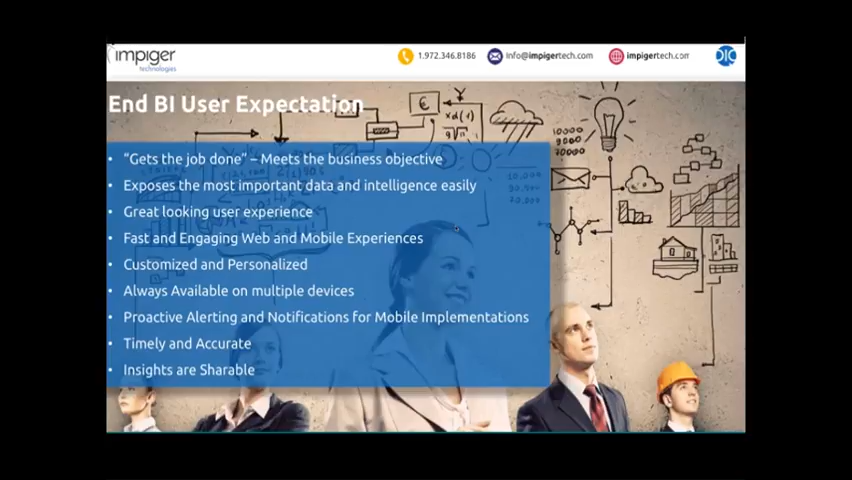 impiger
technologies
1.972.346.8186
Info@impigertech.com
impigertech.com
End BI User Expectation
• "Gets the job done" – Meets the business objective
• Exposes the most important data and intelligence easily
• Great looking user experience
• Fast and Engaging Web and Mobile Experiences
• Customized and Personalized
• Always Available on multiple devices
• Proactive Alerting and Notifications for Mobile Implementations
• Timely and Accurate
• Insights are Sharable
€
10000
9000
70000